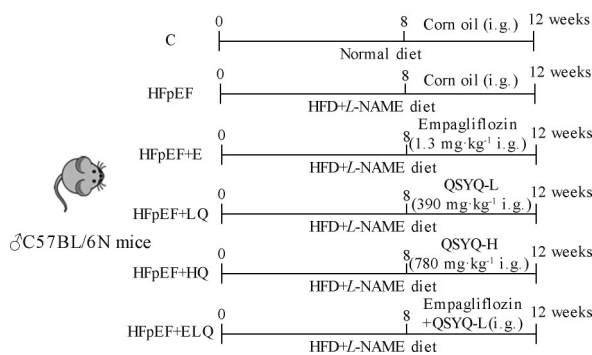 0 8 Corn oil (i.g.) 12 weeks
C
Normal diet
0 8 Corn oil (i.g.) 12 weeks
HFpEF
HFD+L-NAME diet
0 8 Empagliflozin 12 weeks
(1.3 mg·kg⁻¹ i.g.)
HFpEF+E
HFD+L-NAME diet
0 8 QSYQ-L 12 weeks
(390 mg·kg⁻¹ i.g.)
HFpEF+LQ
HFD+L-NAME diet
♂C57BL/6N mice
0 8 QSYQ-H 12 weeks
(780 mg·kg⁻¹ i.g.)
HFpEF+HQ
HFD+L-NAME diet
0 8 Empagliflozin 12 weeks
+QSYQ-L(i.g.)
HFpEF+ELQ
HFD+L-NAME diet